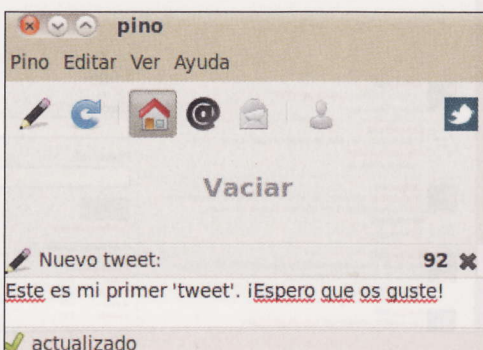 pino
Pino Editar Ver Ayuda
@
Vaciar
Nuevo tweet: 92
Este es mi primer 'tweet'. ¡Espero que os guste!
actualizado